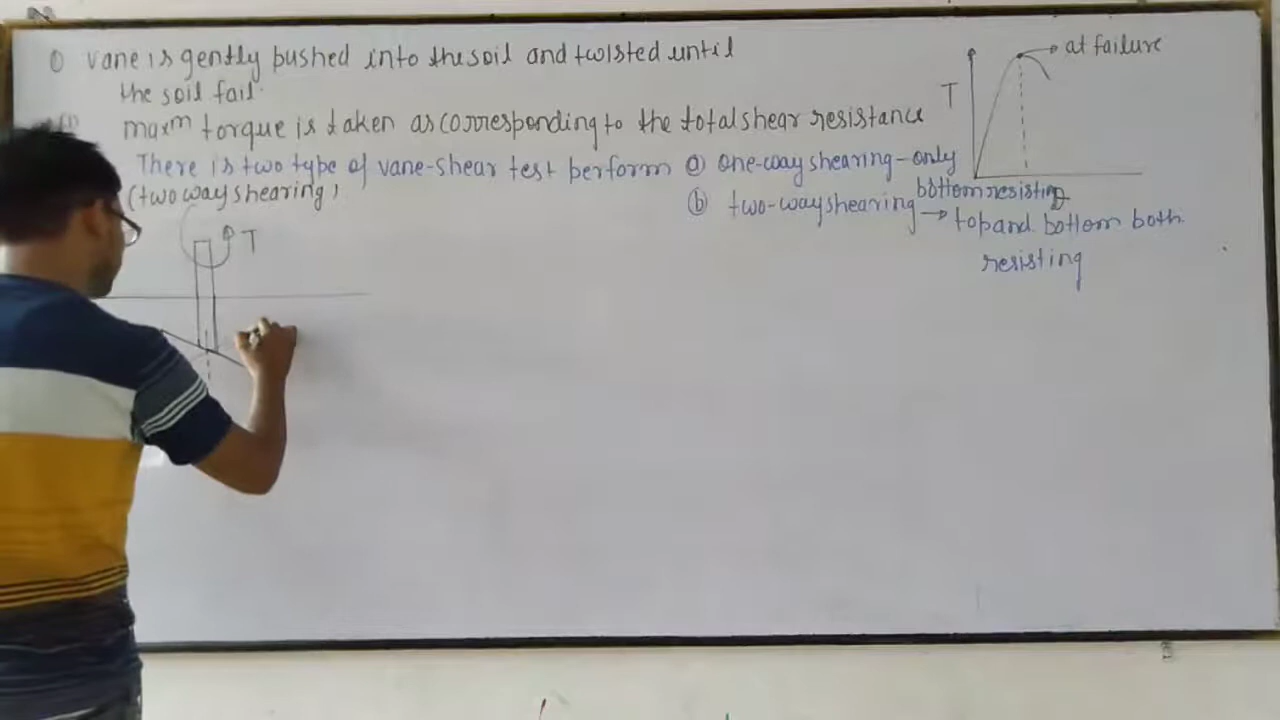 ① vane is gently pushed into the soil and twisted until
the soil fail.
maxᵐ torque is taken as corresponding to the total shear resistance
There is two type of vane-shear test perform ⓐ one-way shearing - only
bottom resisting
(two way shearing)
ⓑ two-way shearing → top and bottom both
resisting
T → at failure
T